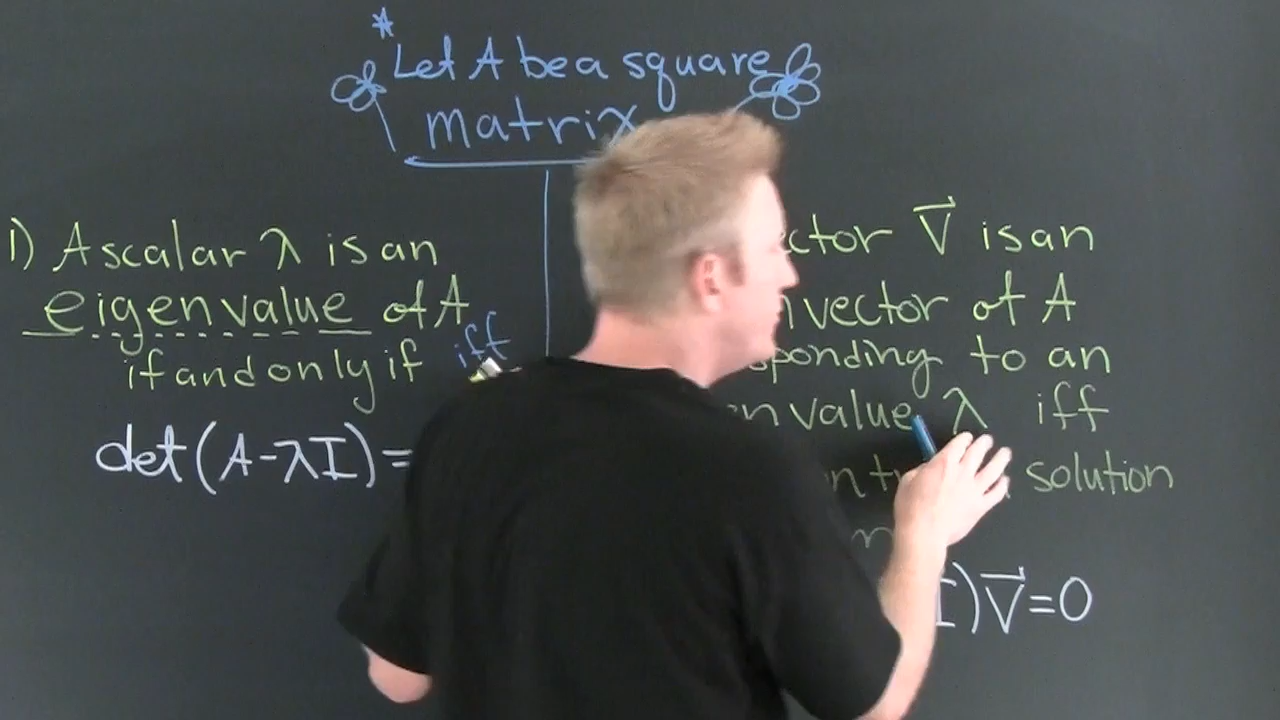 * Let A be a square
matrix
1) A scalar λ is an
eigenvalue of A
if and only if iff
det(A-λI)=
ctor V⃗ is an
vector of A
ponding to an
n value λ iff
solution
I)V⃗=0